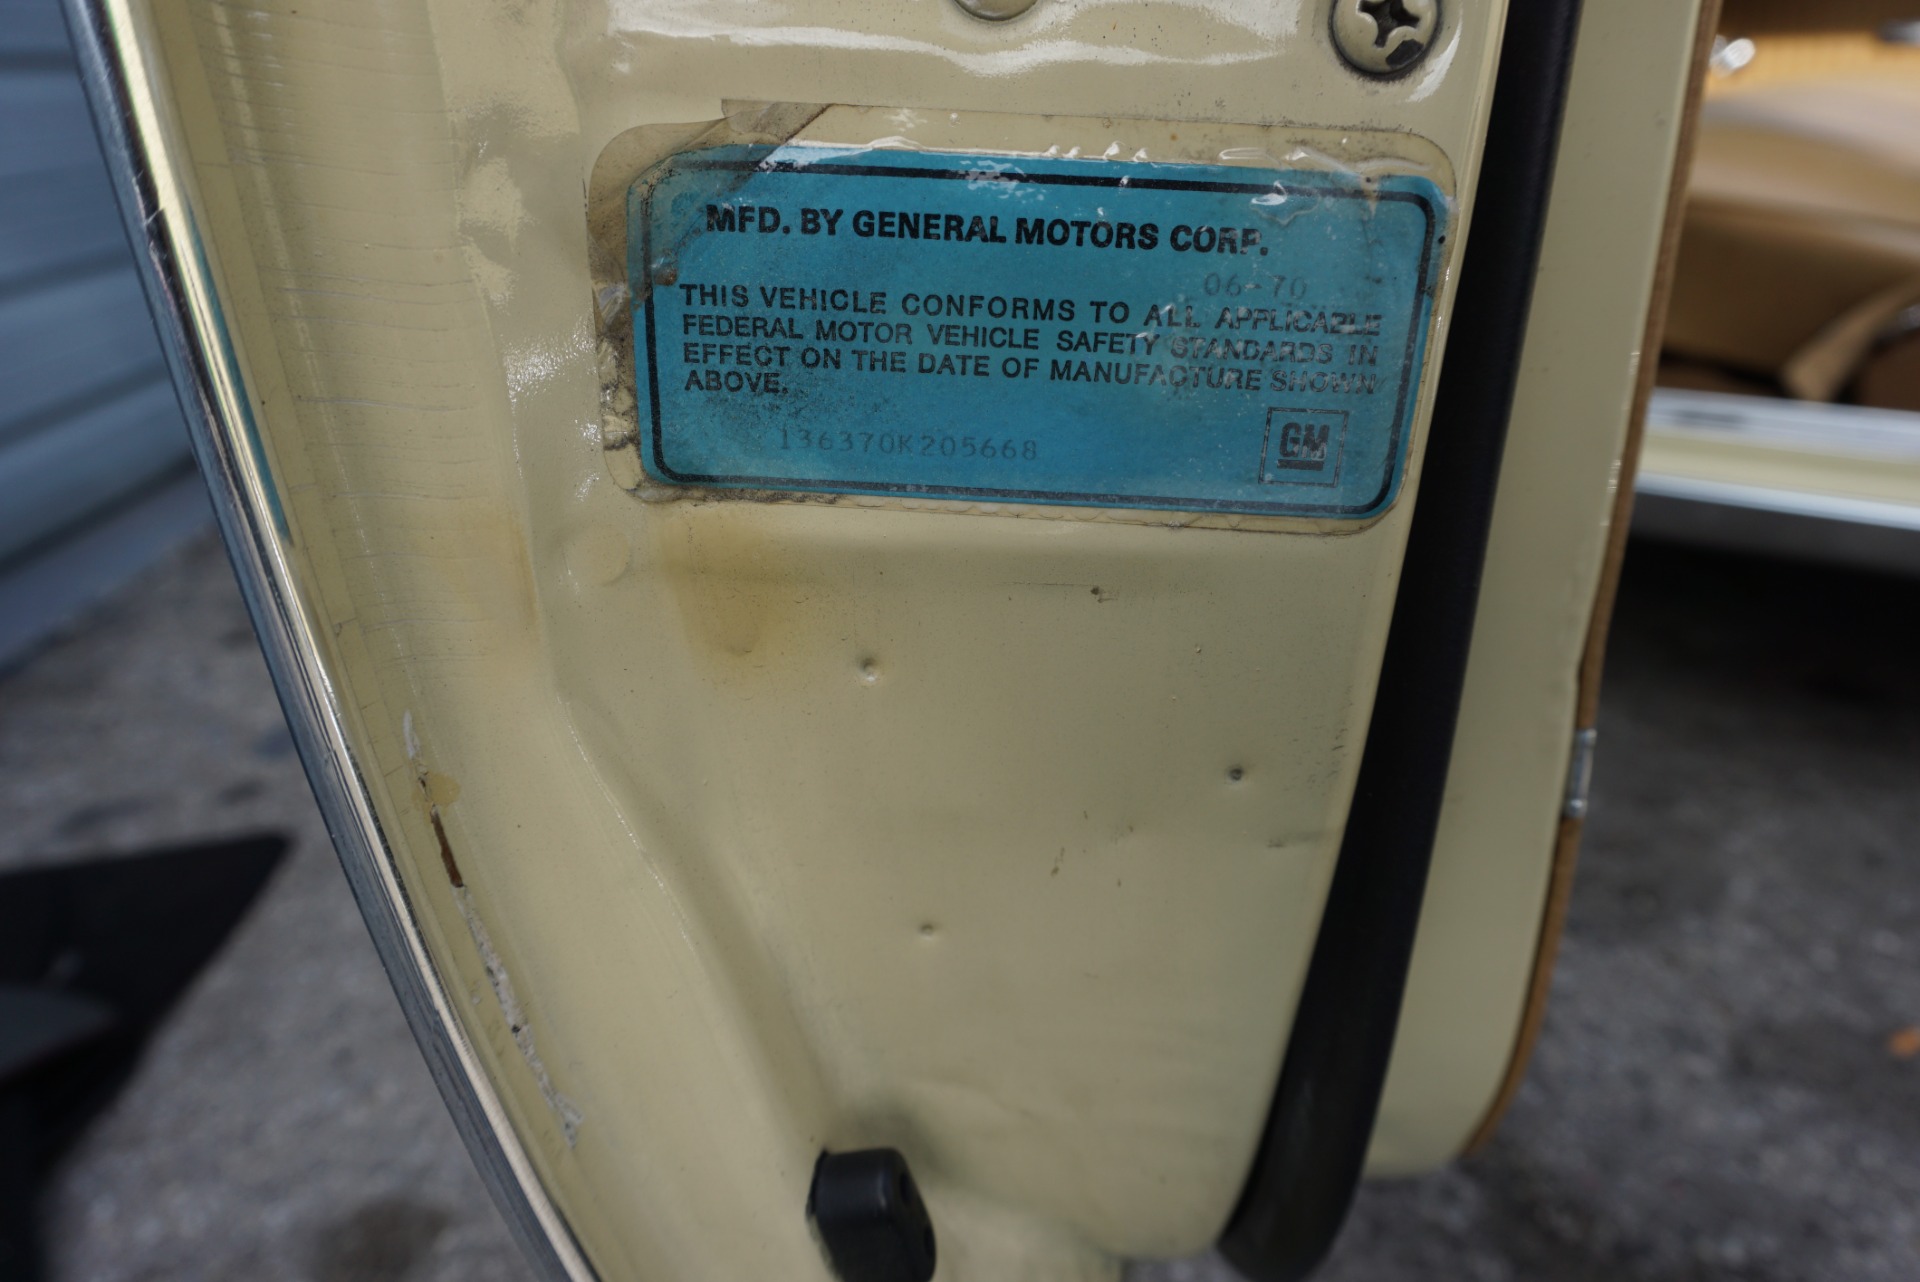 MFD. BY GENERAL MOTORS CORP.
06-70
THIS VEHICLE CONFORMS TO ALL APPLICABLE
FEDERAL MOTOR VEHICLE SAFETY STANDARDS IN
EFFECT ON THE DATE OF MANUFACTURE SHOWN
ABOVE.
136370K205668
GM